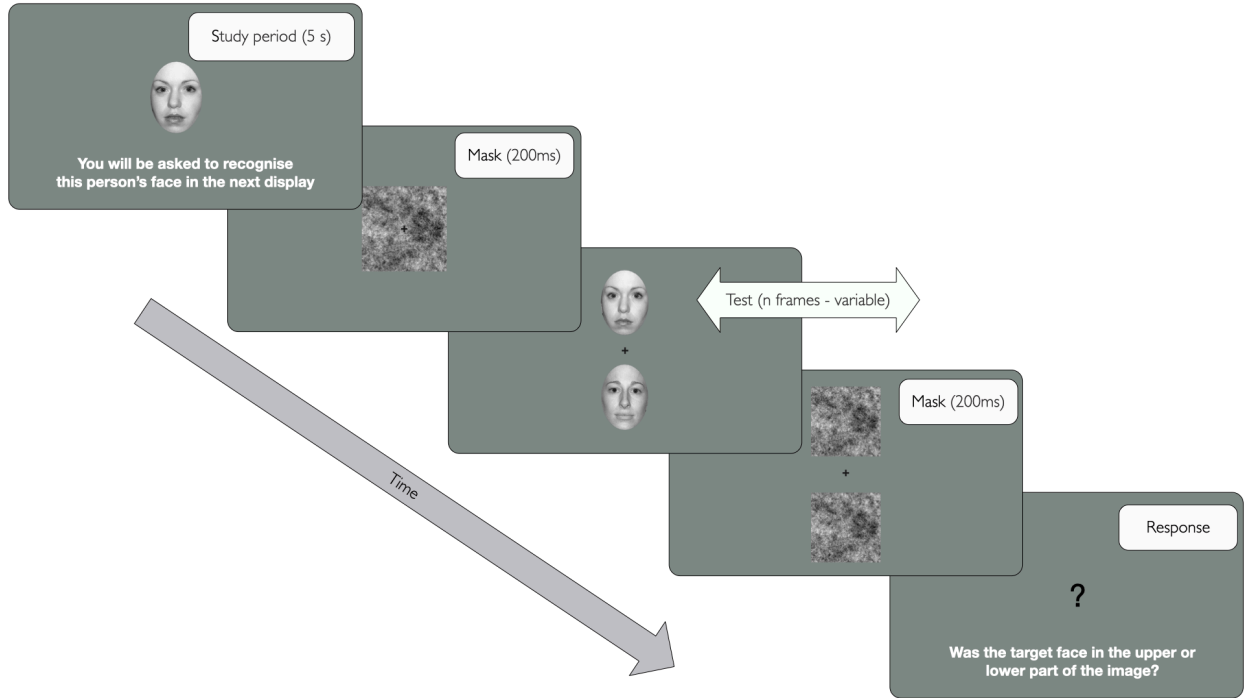 Study period (5 s)
You will be asked to recognise
this person's face in the next display
Mask (200ms)
Test (n frames - variable)
Mask (200ms)
Time
Response
?
Was the target face in the upper or
lower part of the image?